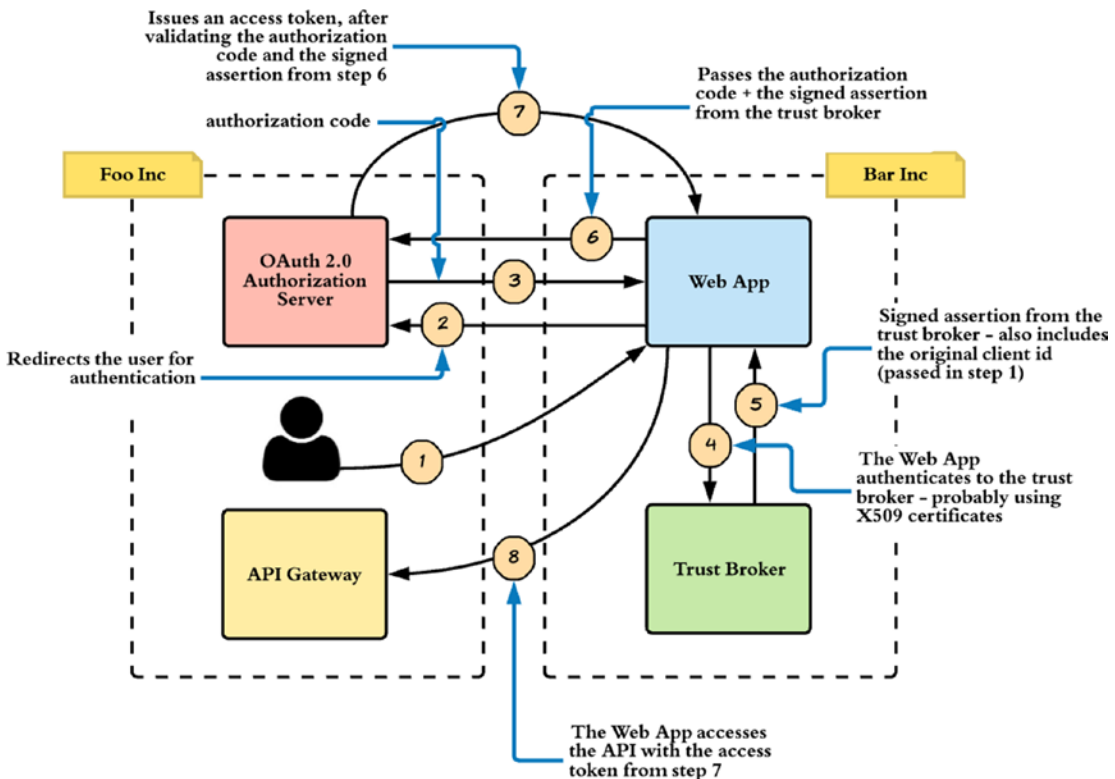 Issues an access token, after
validating the authorization
code and the signed
assertion from step 6
Passes the authorization
code + the signed assertion
from the trust broker
7
authorization code
Foo Inc
Bar Inc
OAuth 2.0
Authorization
Server
6
3
2
Web App
Signed assertion from the
trust broker - also includes
the original client id
(passed in step 1)
Redirects the user for
authentication
5
4
1
The Web App
authenticates to the trust
broker - probably using
X509 certificates
API Gateway
8
Trust Broker
The Web App accesses
the API with the access
token from step 7